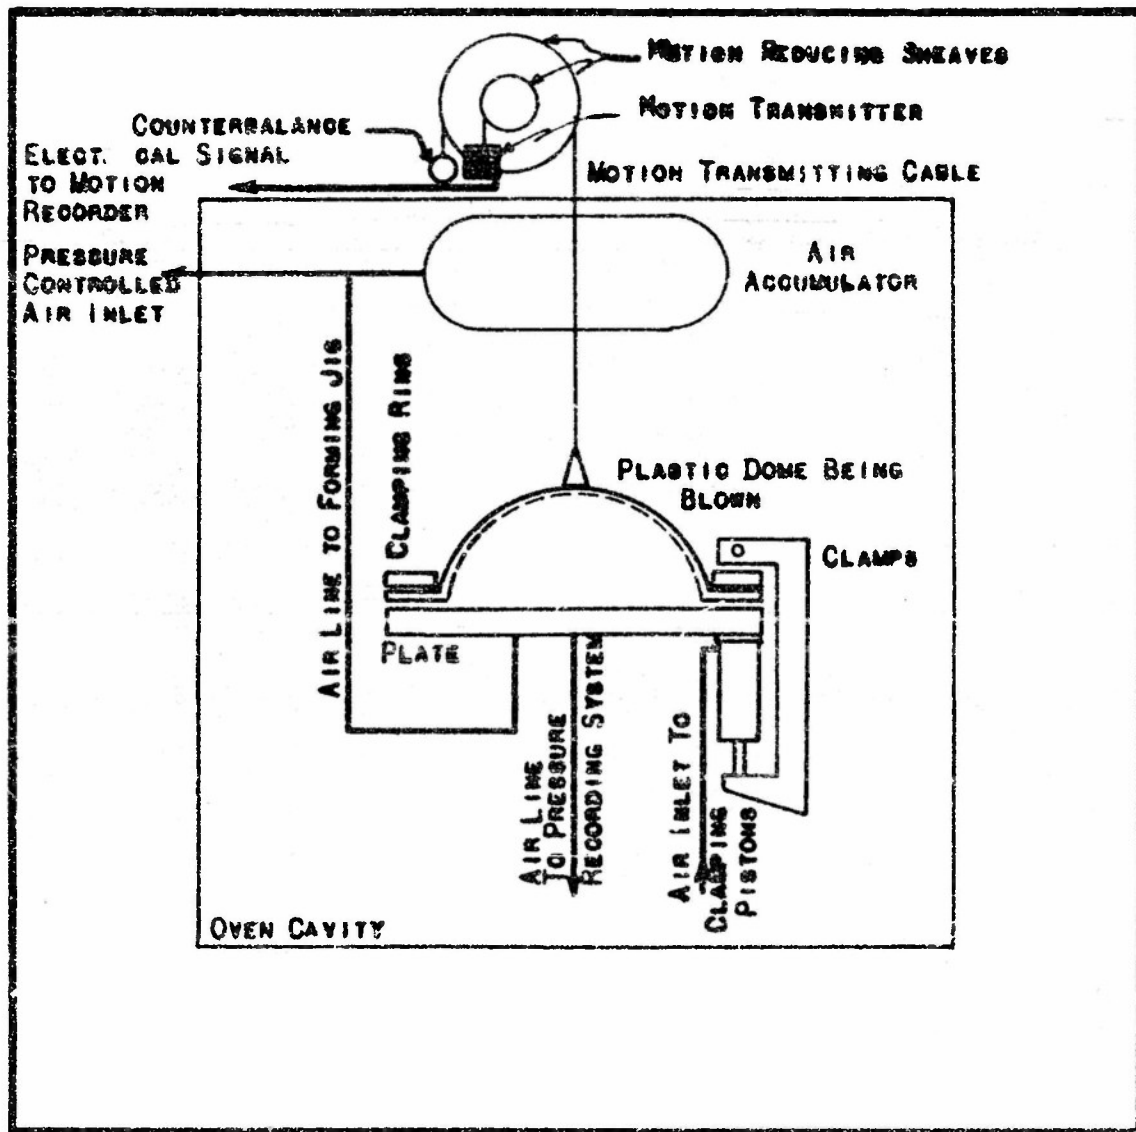 MOTION REDUCING SHEAVES
MOTION TRANSMITTER
COUNTERBALANCE
ELECT. CAL SIGNAL
TO MOTION
RECORDER
MOTION TRANSMITTING CABLE
PRESSURE
CONTROLLED
AIR INLET
AIR
ACCUMULATOR
AIR LINE TO FORMING JIG
CLAMPING RING
PLASTIC DOME BEING
BLOWN
CLAMPS
PLATE
AIR LINE
TO PRESSURE
RECORDING SYSTEM
AIR INLET TO
CLAMPING
PISTONS
OVEN CAVITY